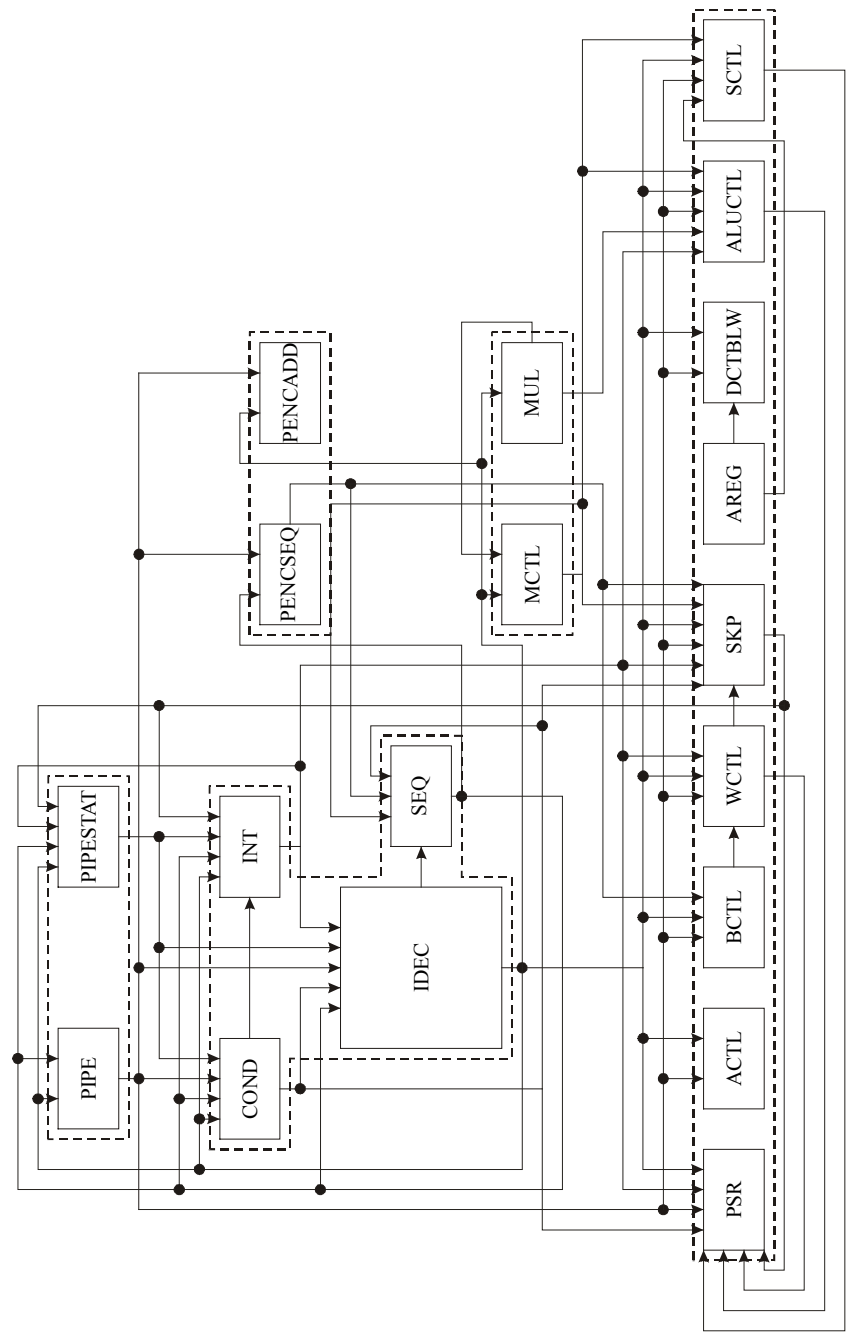 PIPE
PIPESTAT
COND
INT
IDEC
SEQ
PENCSEQ
PENCADD
MCTL
MUL
PSR
ACTL
BCTL
WCTL
SKP
AREG
DCTBLW
ALUCTL
SCTL